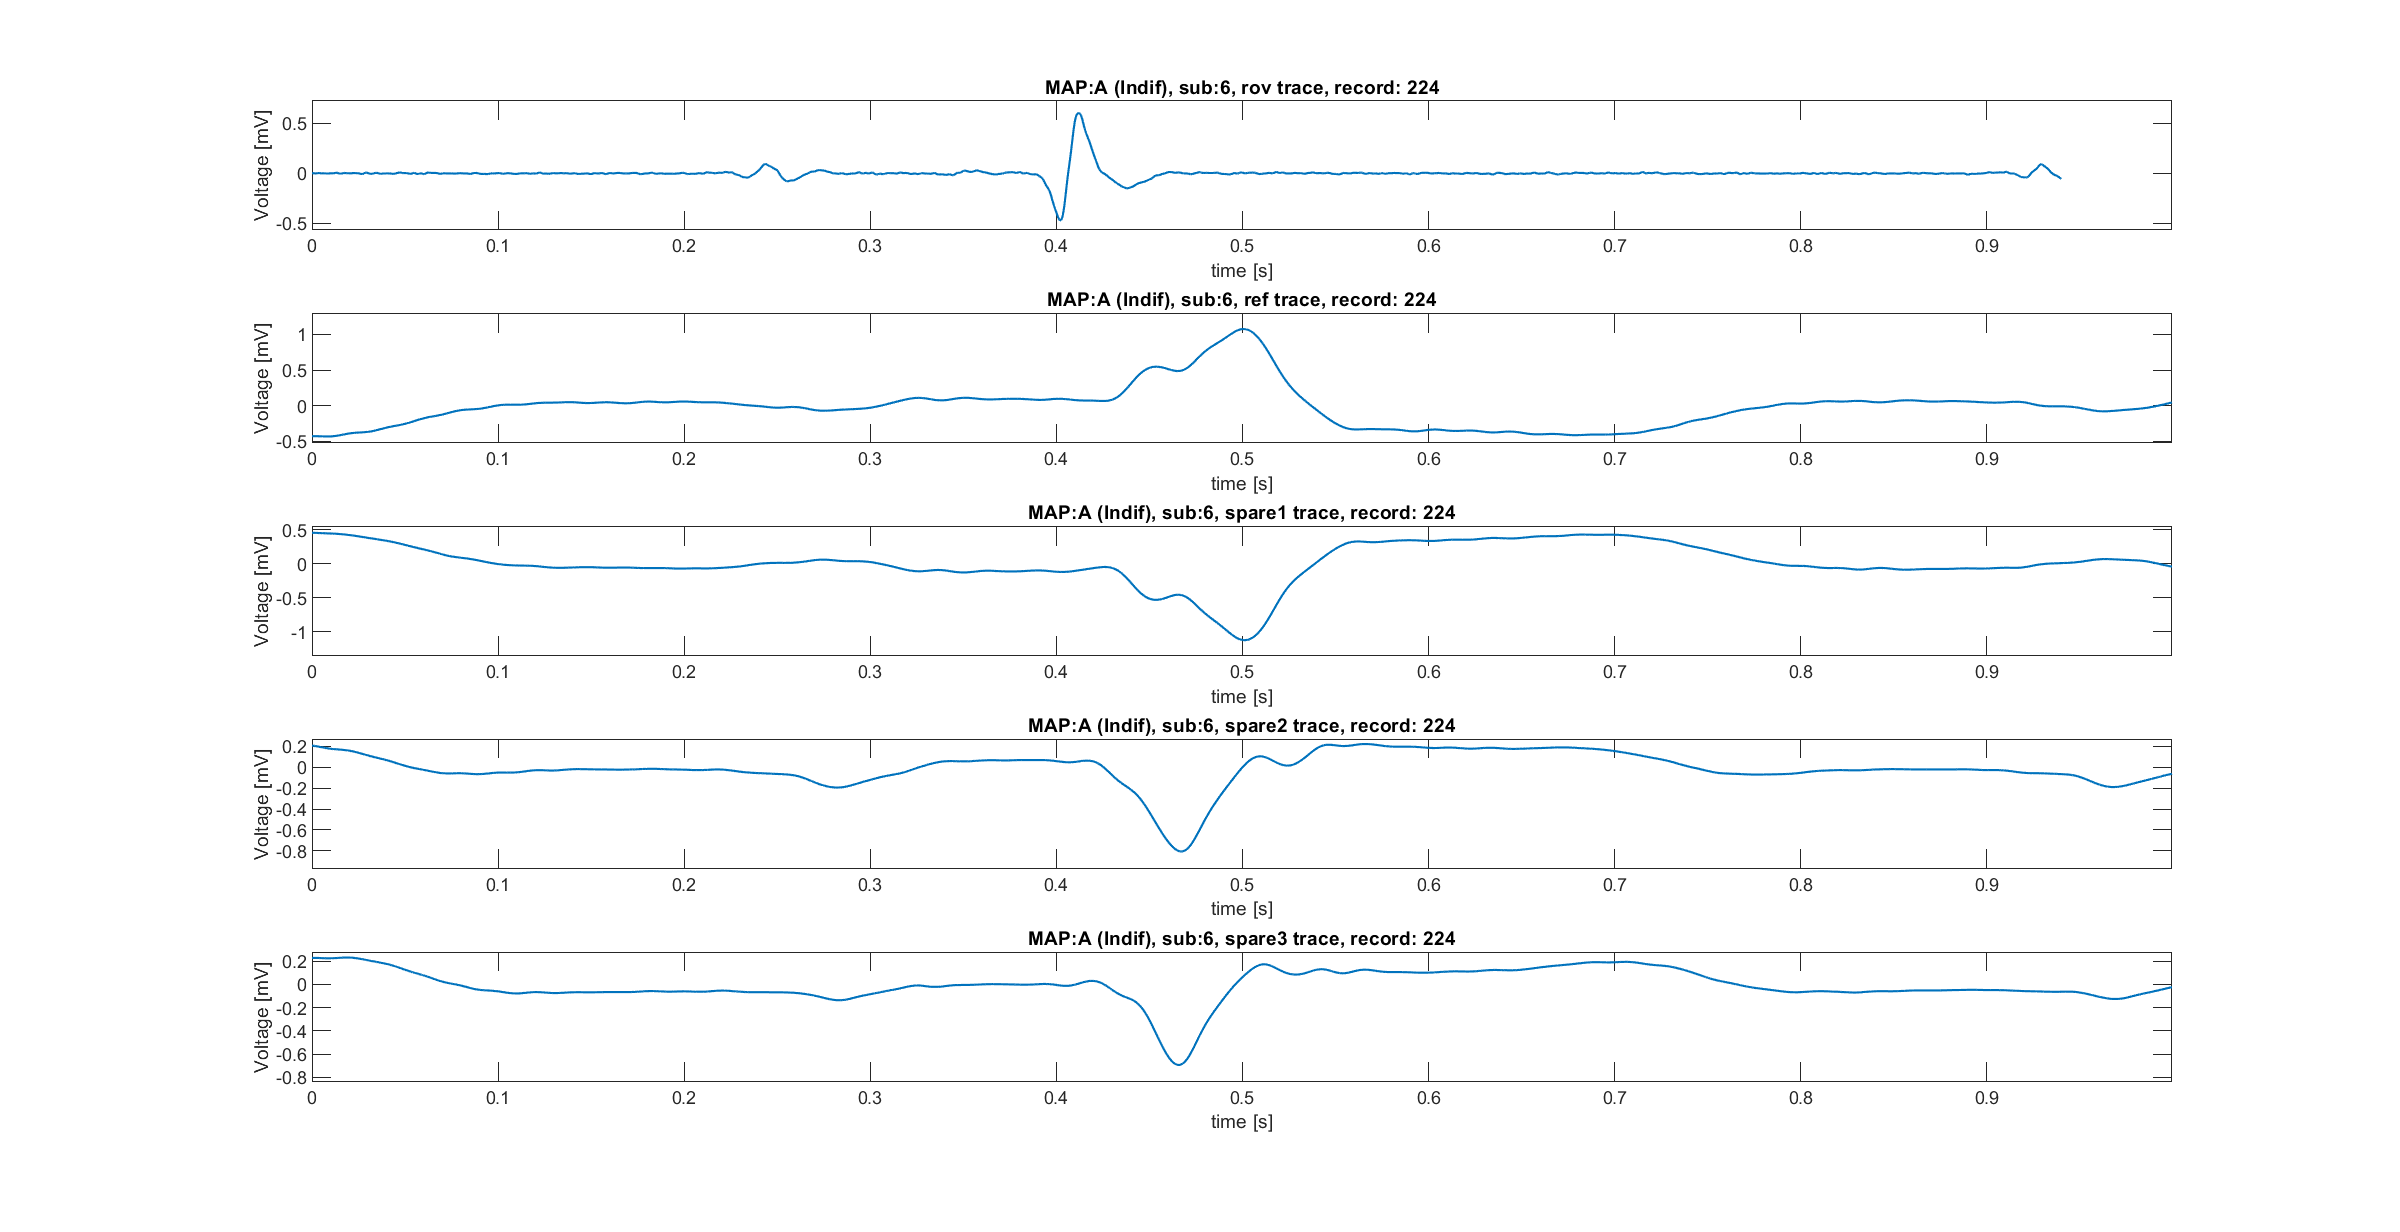 MAP:A (Indif), sub:6, rov trace, record: 224
Voltage [mV]
0.5
0
-0.5
0 0.1 0.2 0.3 0.4 0.5 0.6 0.7 0.8 0.9
time [s]
MAP:A (Indif), sub:6, ref trace, record: 224
Voltage [mV]
1
0.5
0
-0.5
0 0.1 0.2 0.3 0.4 0.5 0.6 0.7 0.8 0.9
time [s]
MAP:A (Indif), sub:6, spare1 trace, record: 224
Voltage [mV]
0.5
0
-0.5
-1
0 0.1 0.2 0.3 0.4 0.5 0.6 0.7 0.8 0.9
time [s]
MAP:A (Indif), sub:6, spare2 trace, record: 224
Voltage [mV]
0.2
0
-0.2
-0.4
-0.6
-0.8
0 0.1 0.2 0.3 0.4 0.5 0.6 0.7 0.8 0.9
time [s]
MAP:A (Indif), sub:6, spare3 trace, record: 224
Voltage [mV]
0.2
0
-0.2
-0.4
-0.6
-0.8
0 0.1 0.2 0.3 0.4 0.5 0.6 0.7 0.8 0.9
time [s]